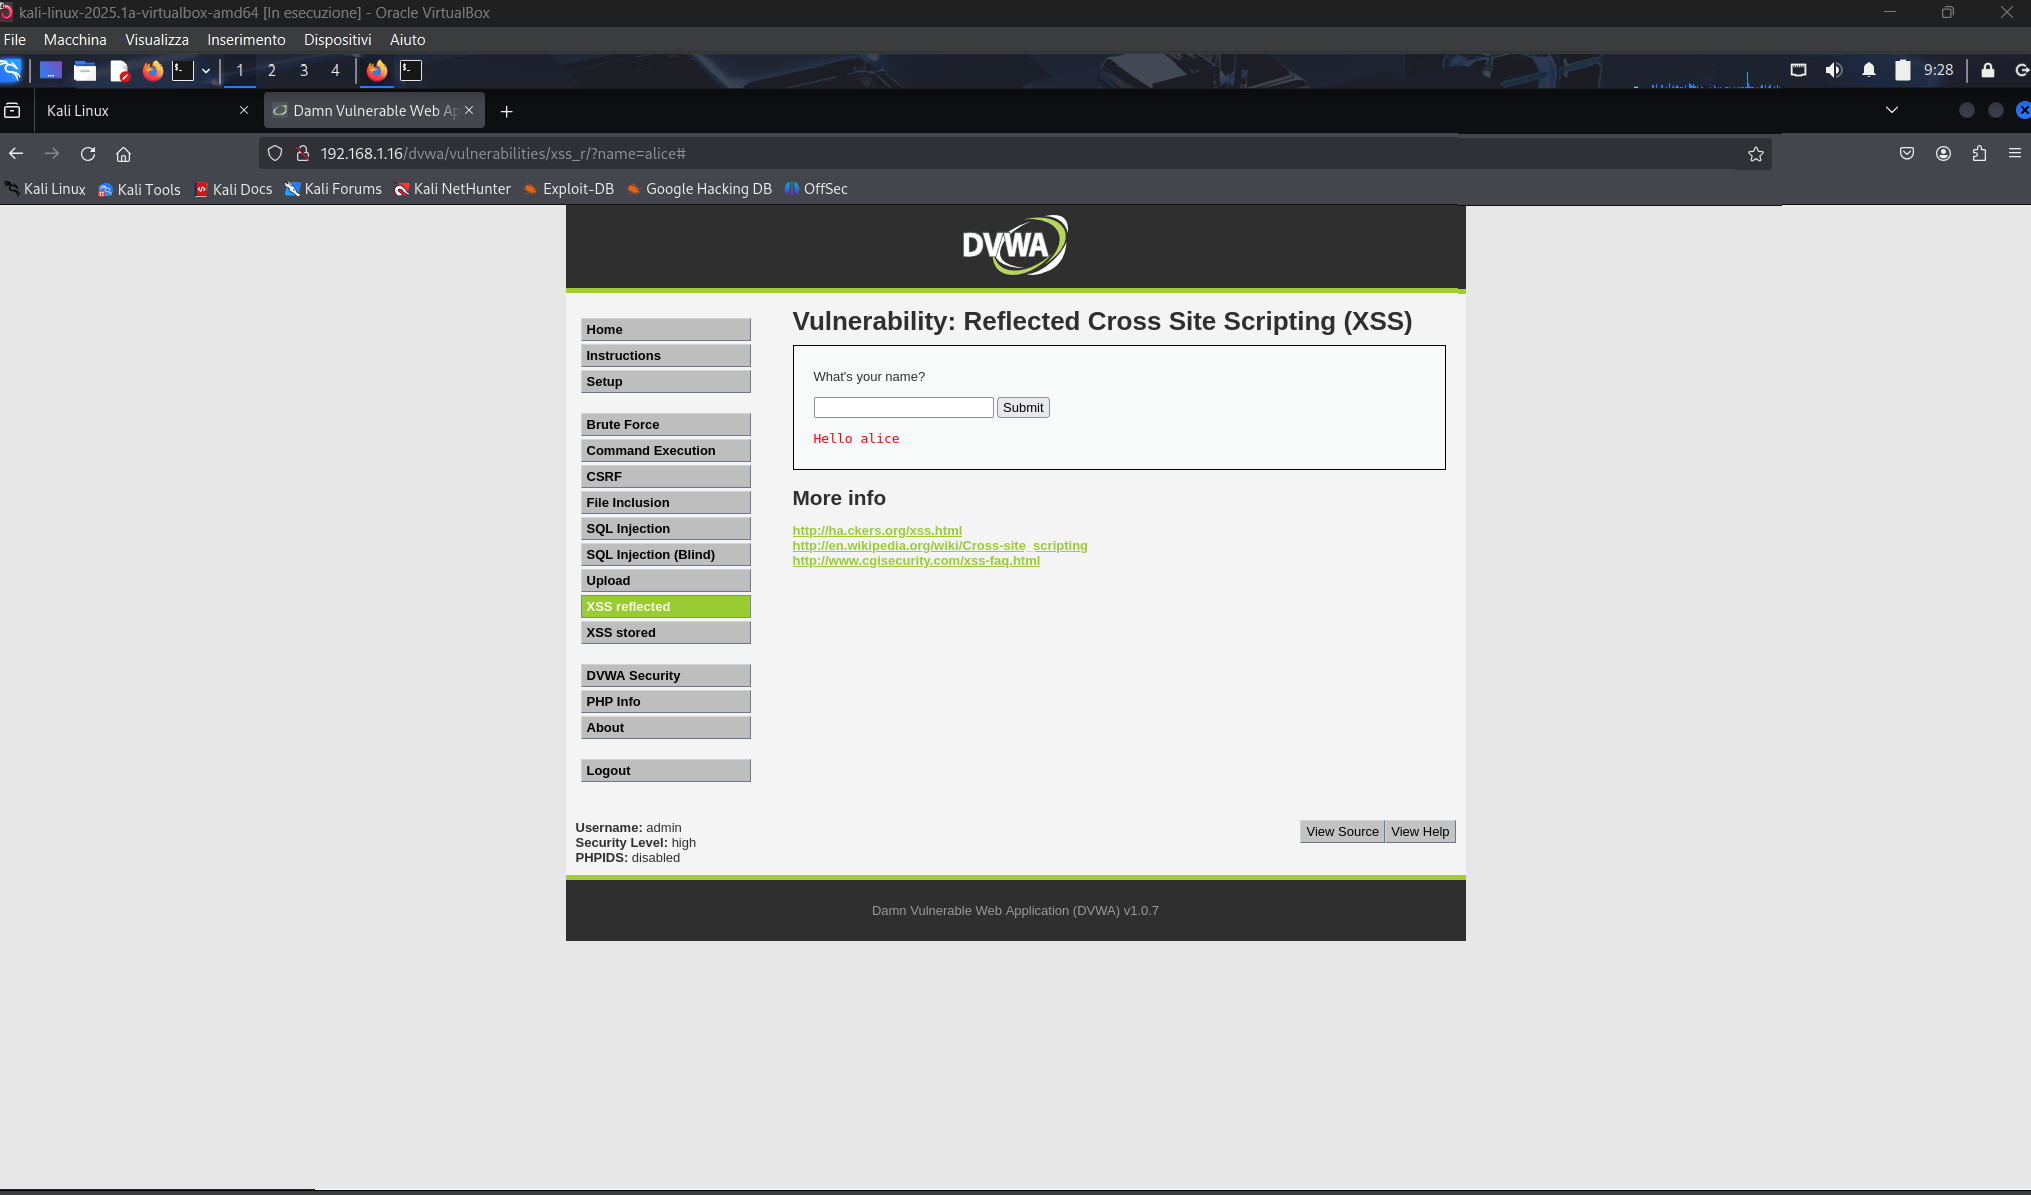 kali-linux-2025.1a-virtualbox-amd64 [In esecuzione] - Oracle VirtualBox
File Macchina Visualizza Inserimento Dispositivi Aiuto
1 2 3 4 9:28
Kali Linux
Damn Vulnerable Web Ap
192.168.1.16/dvwa/vulnerabilities/xss_r/?name=alice#
Kali Linux Kali Tools Kali Docs Kali Forums Kali NetHunter Exploit-DB Google Hacking DB OffSec
DVWA
Vulnerability: Reflected Cross Site Scripting (XSS)
What's your name?
Submit
Hello alice
More info
http://ha.ckers.org/xss.html
http://en.wikipedia.org/wiki/Cross-site_scripting
http://www.cgisecurity.com/xss-faq.html
Home
Instructions
Setup
Brute Force
Command Execution
CSRF
File Inclusion
SQL Injection
SQL Injection (Blind)
Upload
XSS reflected
XSS stored
DVWA Security
PHP Info
About
Logout
Username: admin
Security Level: high
PHPIDS: disabled
View Source View Help
Damn Vulnerable Web Application (DVWA) v1.0.7